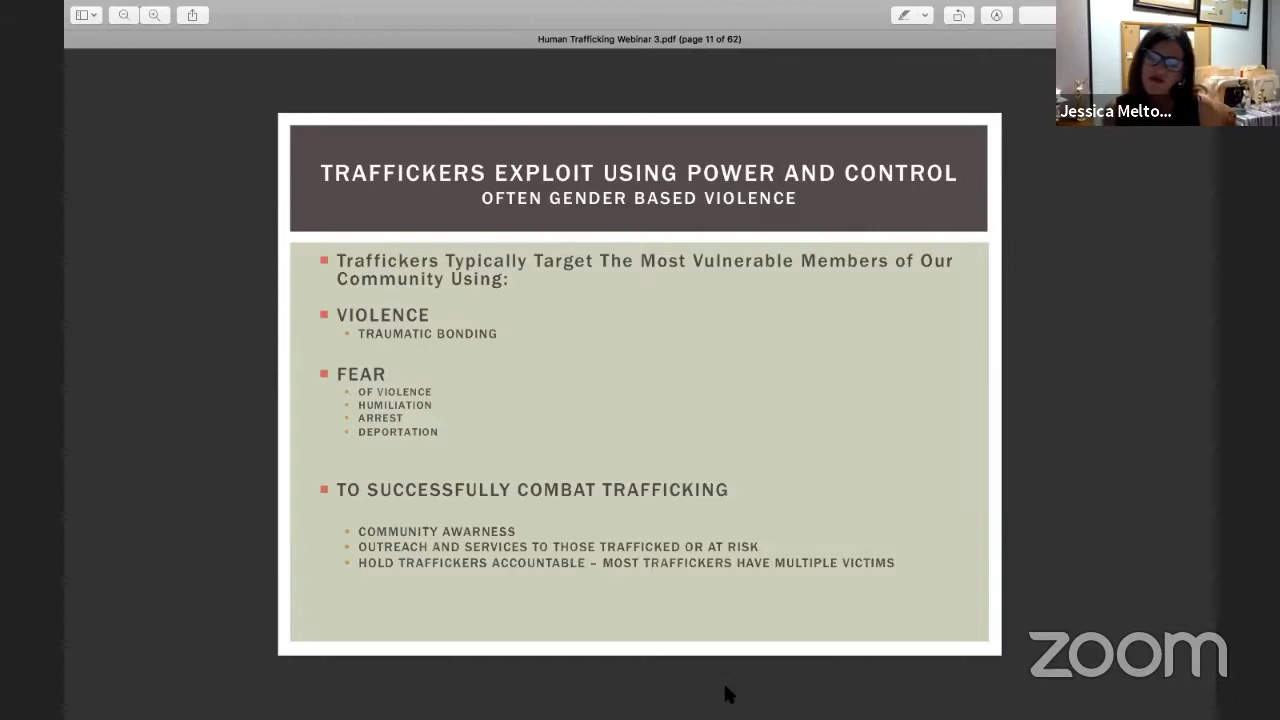 Human Trafficking Webinar 3.pdf (page 11 of 62)
Jessica Melto...
TRAFFICKERS EXPLOIT USING POWER AND CONTROL
OFTEN GENDER BASED VIOLENCE
Traffickers Typically Target The Most Vulnerable Members of Our
Community Using:
VIOLENCE
TRAUMATIC BONDING
FEAR
OF VIOLENCE
HUMILIATION
ARREST
DEPORTATION
TO SUCCESSFULLY COMBAT TRAFFICKING
COMMUNITY AWARNESS
OUTREACH AND SERVICES TO THOSE TRAFFICKED OR AT RISK
HOLD TRAFFICKERS ACCOUNTABLE – MOST TRAFFICKERS HAVE MULTIPLE VICTIMS
zoom